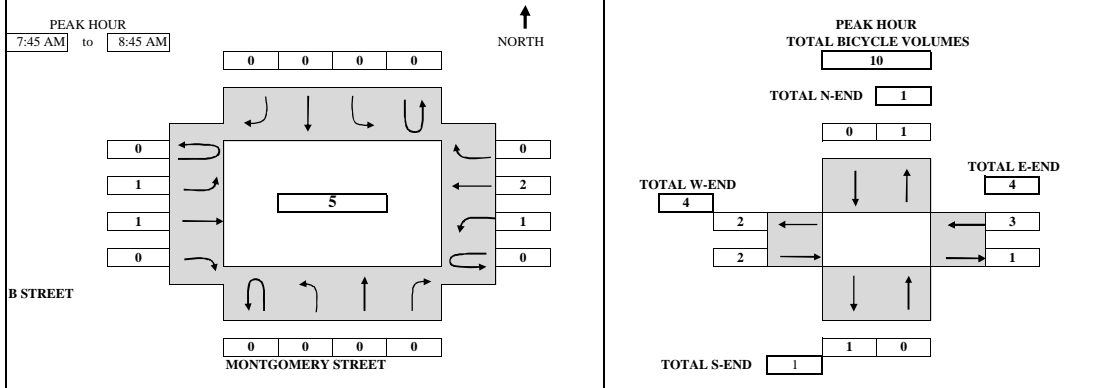 PEAK HOUR
7:45 AM to 8:45 AM
NORTH
0 0 0 0
0 0
1 2
5
1 1
0 0
B STREET
0 0 0 0
MONTGOMERY STREET
PEAK HOUR
TOTAL BICYCLE VOLUMES
10
TOTAL N-END 1
0 1
TOTAL E-END
4
TOTAL W-END
4
2 3
2 1
1 0
TOTAL S-END 1